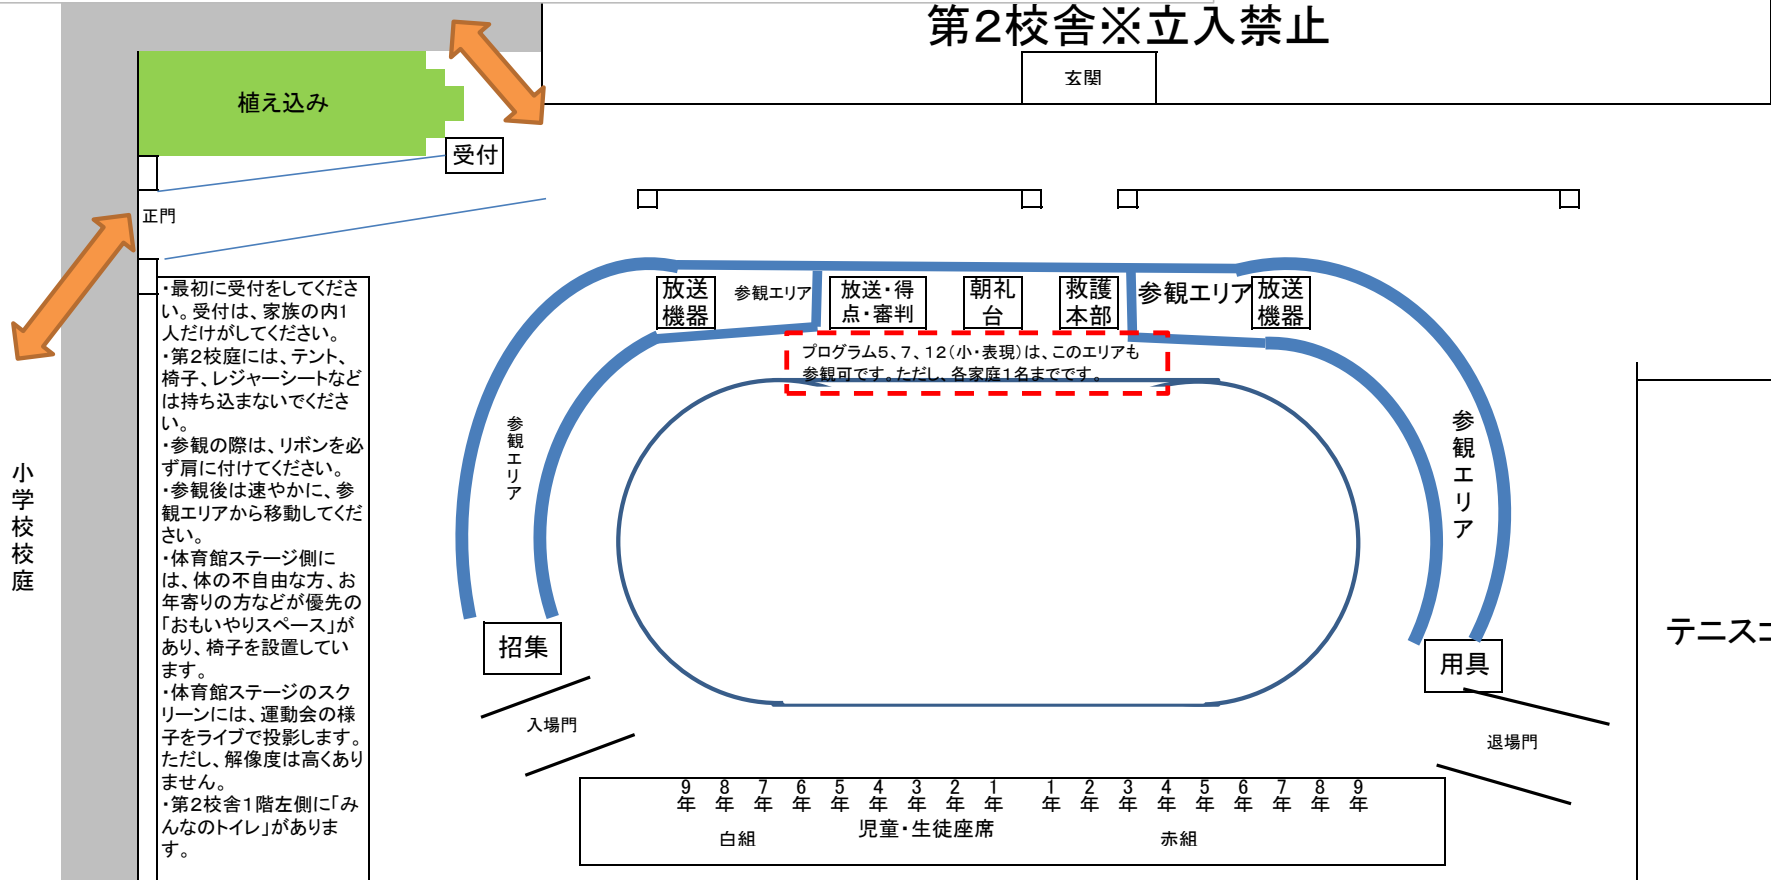 第2校舎※立入禁止
玄関
植え込み
受付
正門
・最初に受付をしてくださ
い。受付は、家族の内1
人だけがしてください。
・第2校庭には、テント、
椅子、レジャーシートなど
は持ち込まないでくださ
い。
・参観の際は、リボンを必
ず肩に付けてください。
・参観後は速やかに、参
観エリアから移動してくだ
さい。
・体育館ステージ側に
は、体の不自由な方、お
年寄りの方などが優先の
「おもいやりスペース」が
あり、椅子を設置してい
ます。
・体育館ステージのスク
リーンには、運動会の様
子をライブで投影します。
ただし、解像度は高くあり
ません。
・第2校舎1階左側に「み
んなのトイレ」がありま
す。
小学校校庭
放送
機器
参観エリア
放送・得
点・審判
朝礼
台
救護
本部
参観エリア
放送
機器
プログラム5、7、12(小・表現)は、このエリアも
参観可です。ただし、各家庭1名までです。
参観エリア
参観エリア
招集
用具
入場門
退場門
テニスコ
9年 8年 7年 6年 5年 4年 3年 2年 1年 1年 2年 3年 4年 5年 6年 7年 8年 9年
白組 児童・生徒座席 赤組